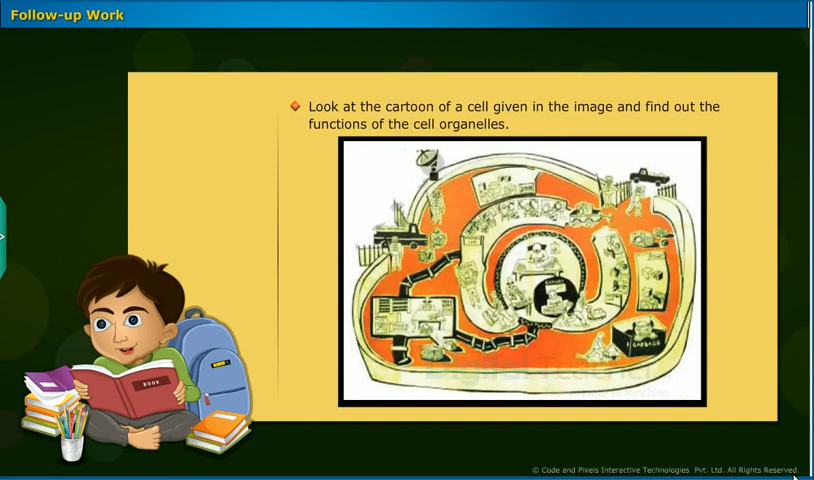 Follow-up Work
Look at the cartoon of a cell given in the image and find out the
functions of the cell organelles.
GARBAGE
BOOK
© Code and Pixels Interactive Technologies Pvt. Ltd. All Rights Reserved.